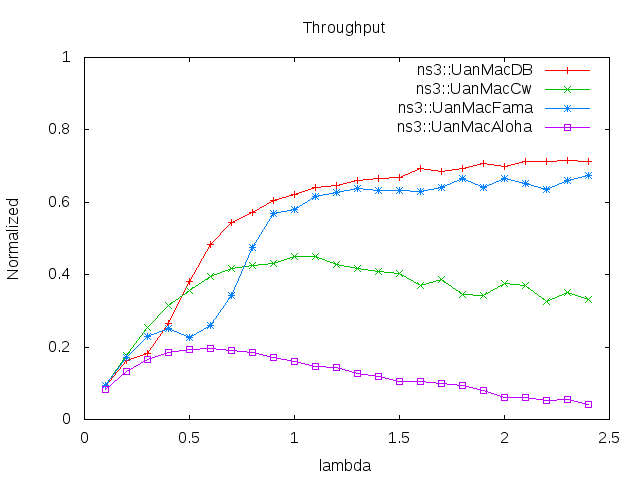 Throughput
1
ns3::UanMacDB
ns3::UanMacCw
ns3::UanMacFama
ns3::UanMacAloha
0.8
0.6
Normalized
0.4
0.2
0
0 0.5 1 1.5 2 2.5
lambda